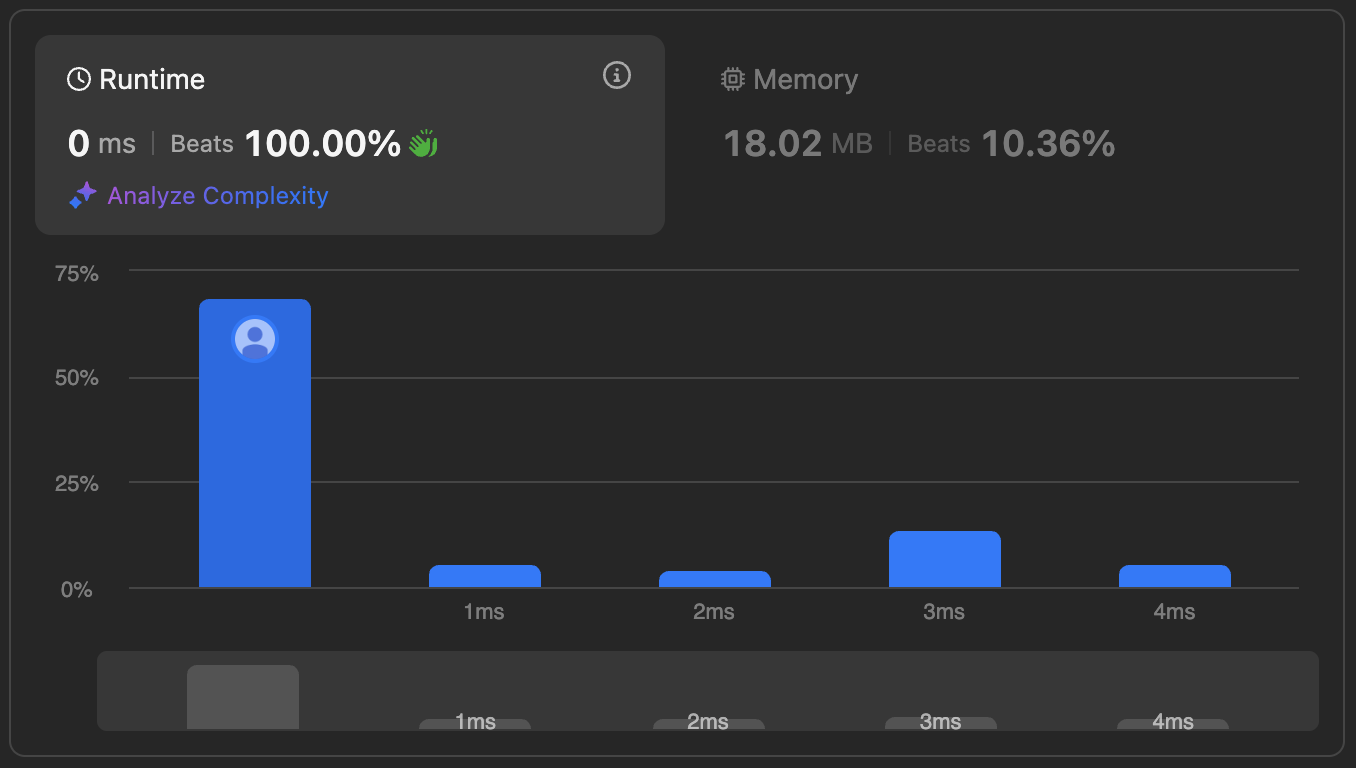 Runtime
0 ms | Beats 100.00%
Analyze Complexity
Memory
18.02 MB | Beats 10.36%
75%
50%
25%
0%
1ms 2ms 3ms 4ms
1ms 2ms 3ms 4ms